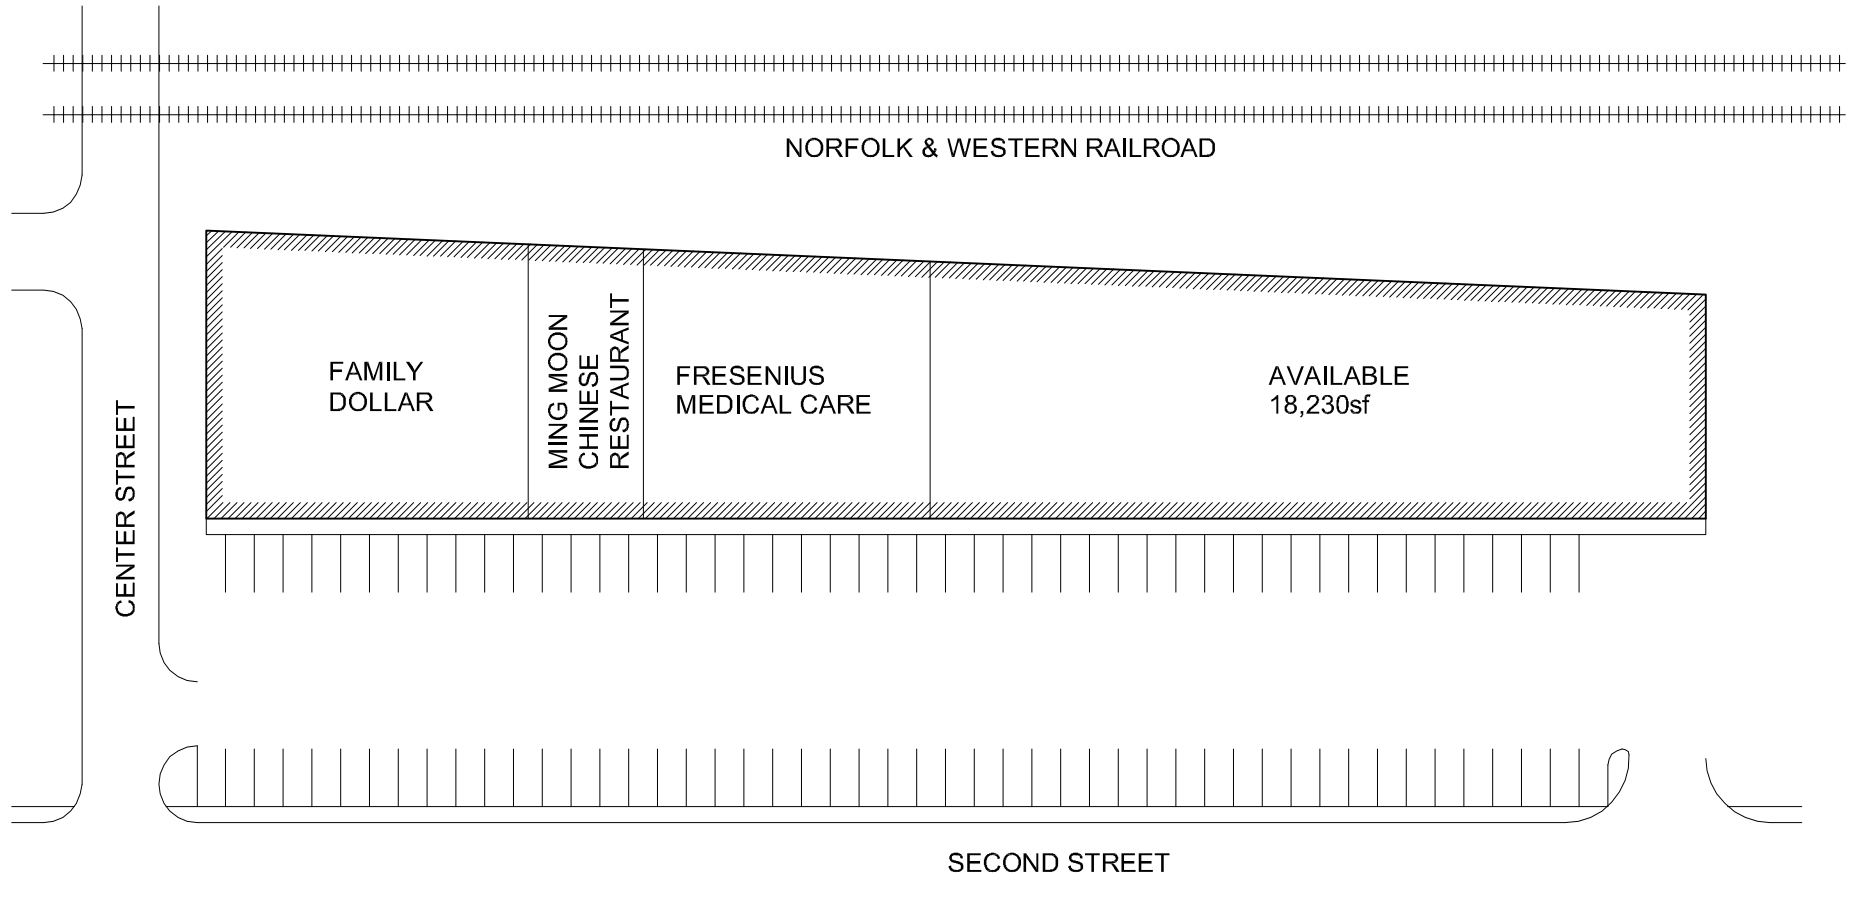 NORFOLK & WESTERN RAILROAD
FAMILY
DOLLAR
MING MOON
CHINESE
RESTAURANT
FRESENIUS
MEDICAL CARE
AVAILABLE
18,230sf
CENTER STREET
SECOND STREET